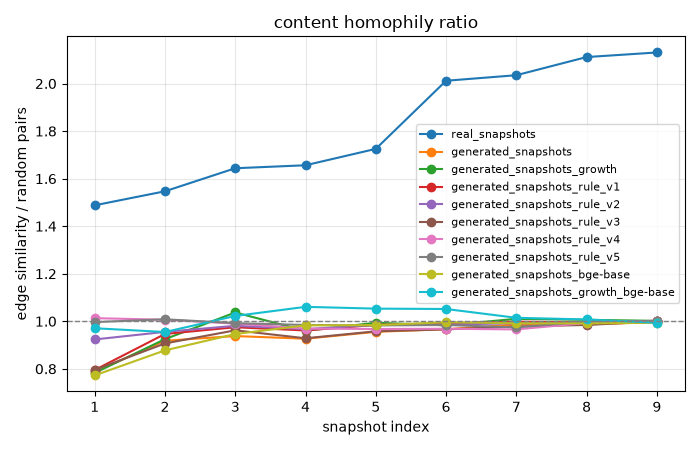 content homophily ratio
edge similarity / random pairs
2.0
1.8
1.6
1.4
1.2
1.0
0.8
real_snapshots
generated_snapshots
generated_snapshots_growth
generated_snapshots_rule_v1
generated_snapshots_rule_v2
generated_snapshots_rule_v3
generated_snapshots_rule_v4
generated_snapshots_rule_v5
generated_snapshots_bge-base
generated_snapshots_growth_bge-base
1 2 3 4 5 6 7 8 9
snapshot index